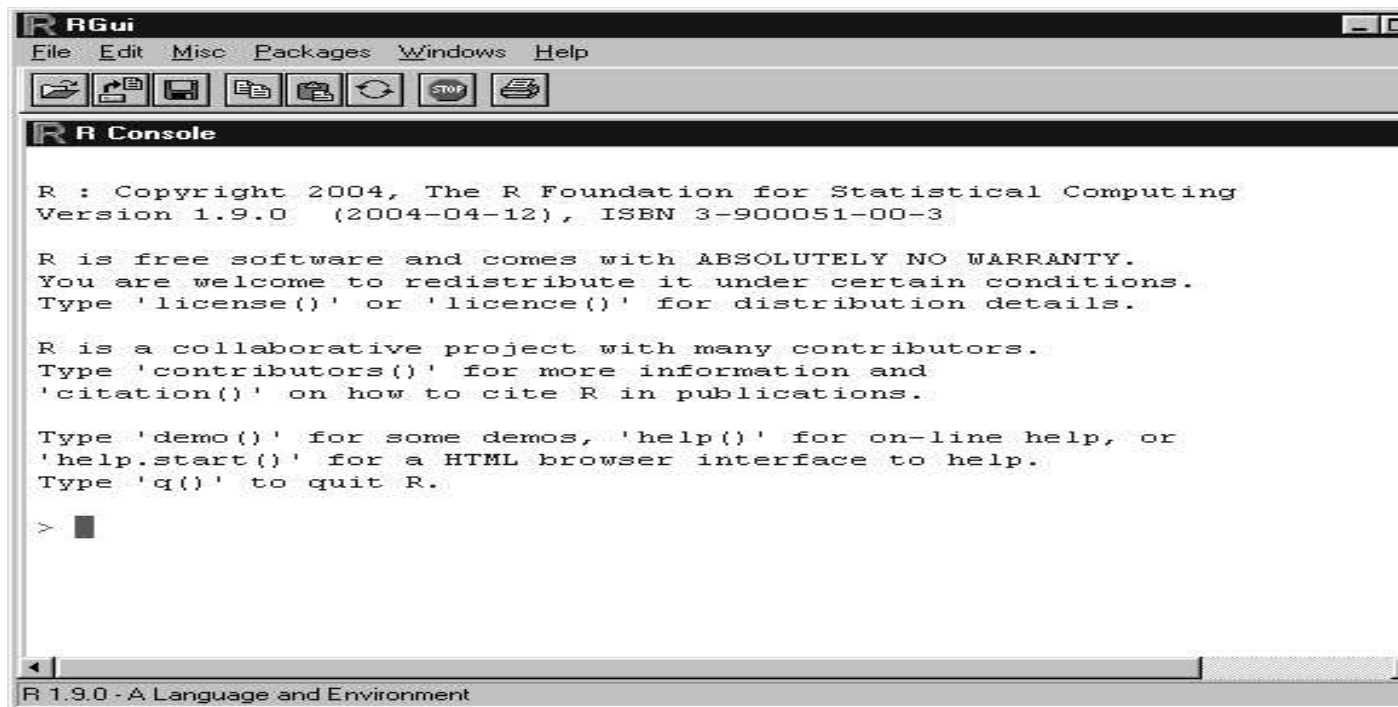 RGui
File Edit Misc Packages Windows Help
STOP
R Console
R : Copyright 2004, The R Foundation for Statistical Computing
Version 1.9.0 (2004-04-12), ISBN 3-900051-00-3
R is free software and comes with ABSOLUTELY NO WARRANTY.
You are welcome to redistribute it under certain conditions.
Type 'license()' or 'licence()' for distribution details.
R is a collaborative project with many contributors.
Type 'contributors()' for more information and
'citation()' on how to cite R in publications.
Type 'demo()' for some demos, 'help()' for on-line help, or
'help.start()' for a HTML browser interface to help.
Type 'q()' to quit R.
>
R 1.9.0 - A Language and Environment